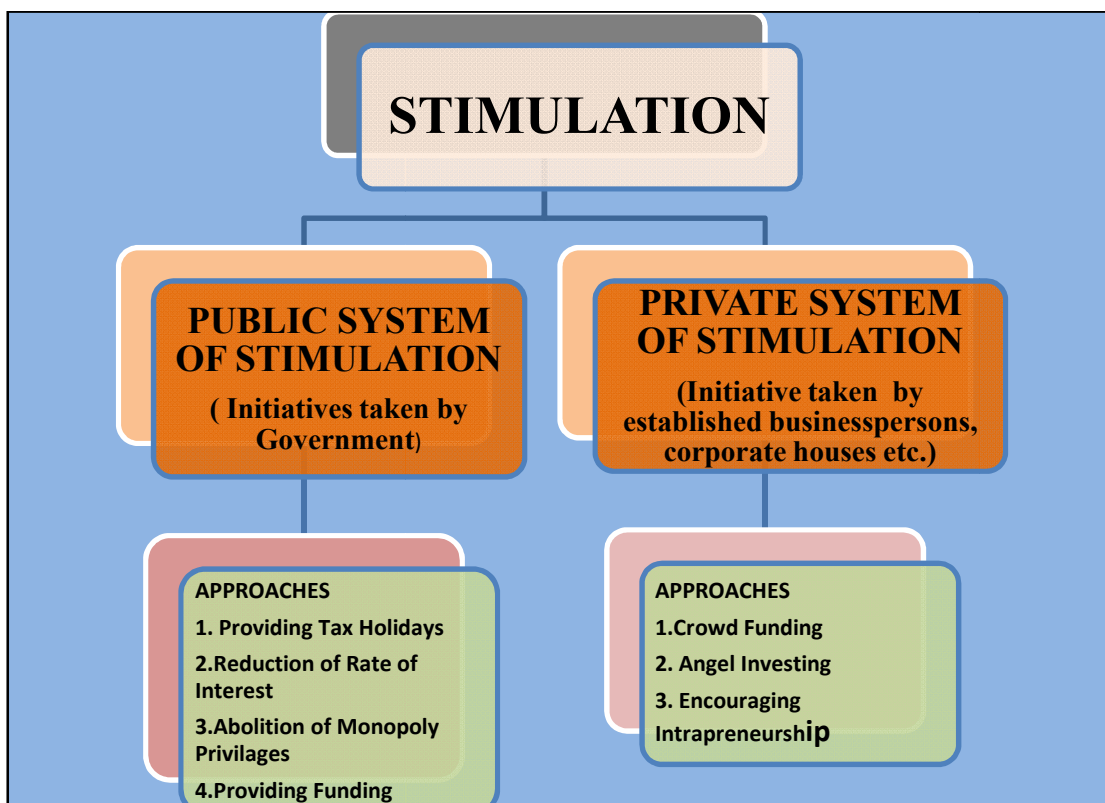 STIMULATION
PUBLIC SYSTEM
OF STIMULATION
( Initiatives taken by
Government)
PRIVATE SYSTEM
OF STIMULATION
(Initiative taken  by
established businesspersons,
corporate houses etc.)
APPROACHES
1. Providing Tax Holidays
2.Reduction of Rate of
Interest
3.Abolition of Monopoly
Privilages
4.Providing Funding
APPROACHES
1.Crowd Funding
2. Angel Investing
3. Encouraging
Intrapreneurship